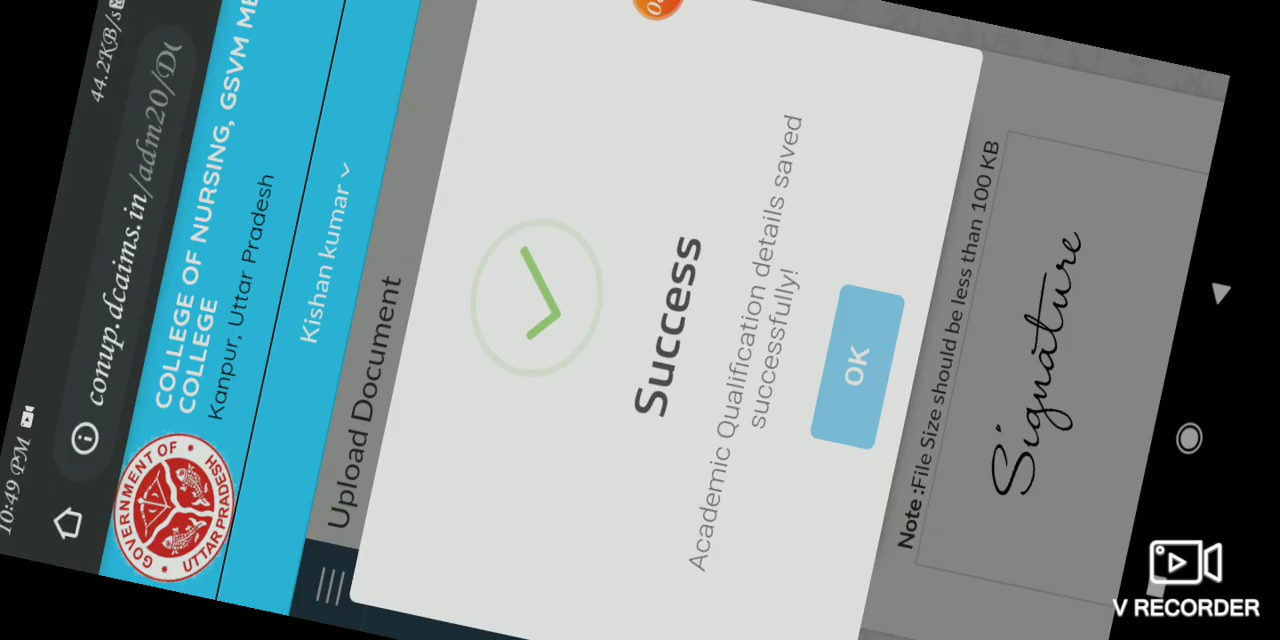 10:49 PM
44.2KB/s
conup.dcaims.in/adm20/D
GOVERNMENT OF
UTTAR PRADESH
COLLEGE OF NURSING, GSVM ME
COLLEGE
Kanpur, Uttar Pradesh
Kishan kumar
Upload Document
Success
Academic Qualification details saved
successfully!
OK
Note :File Size should be less than 100 KB
Signature
V RECORDER